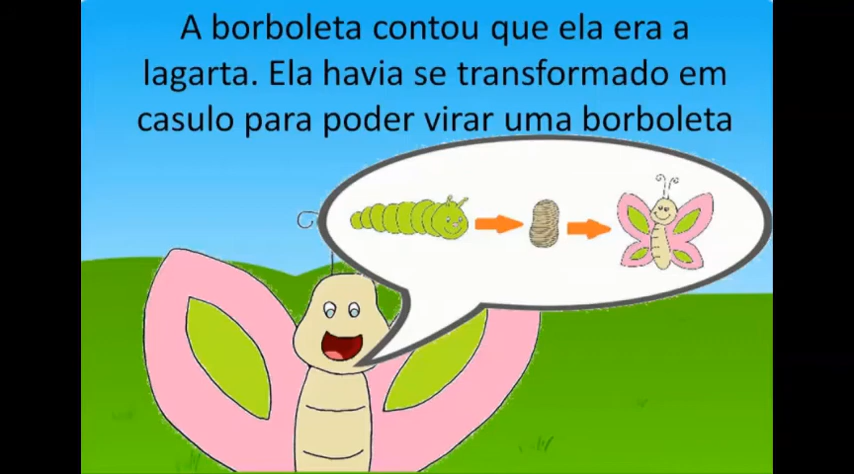 A borboleta contou que ela era a
lagarta. Ela havia se transformado em
casulo para poder virar uma borboleta